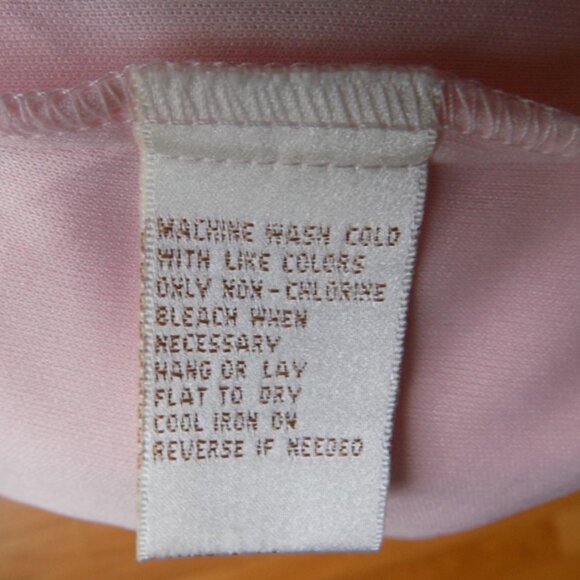 MACHINE WASH COLD
WITH LIKE COLORS
ONLY NON-CHLORINE
BLEACH WHEN
NECESSARY
HANG OR LAY
FLAT TO DRY
COOL IRON ON
REVERSE IF NEEDED